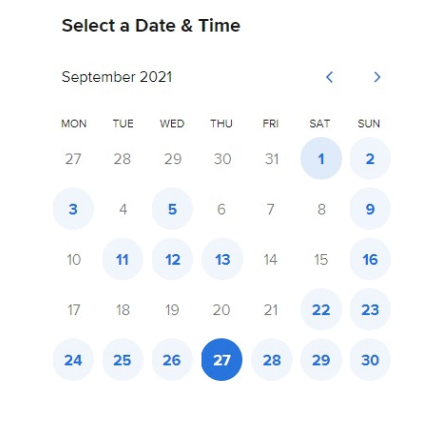 Select a Date & Time
September 2021
MON TUE WED THU FRI SAT SUN
27 28 29 30 31 1 2
3 4 5 6 7 8 9
10 11 12 13 14 15 16
17 18 19 20 21 22 23
24 25 26 27 28 29 30